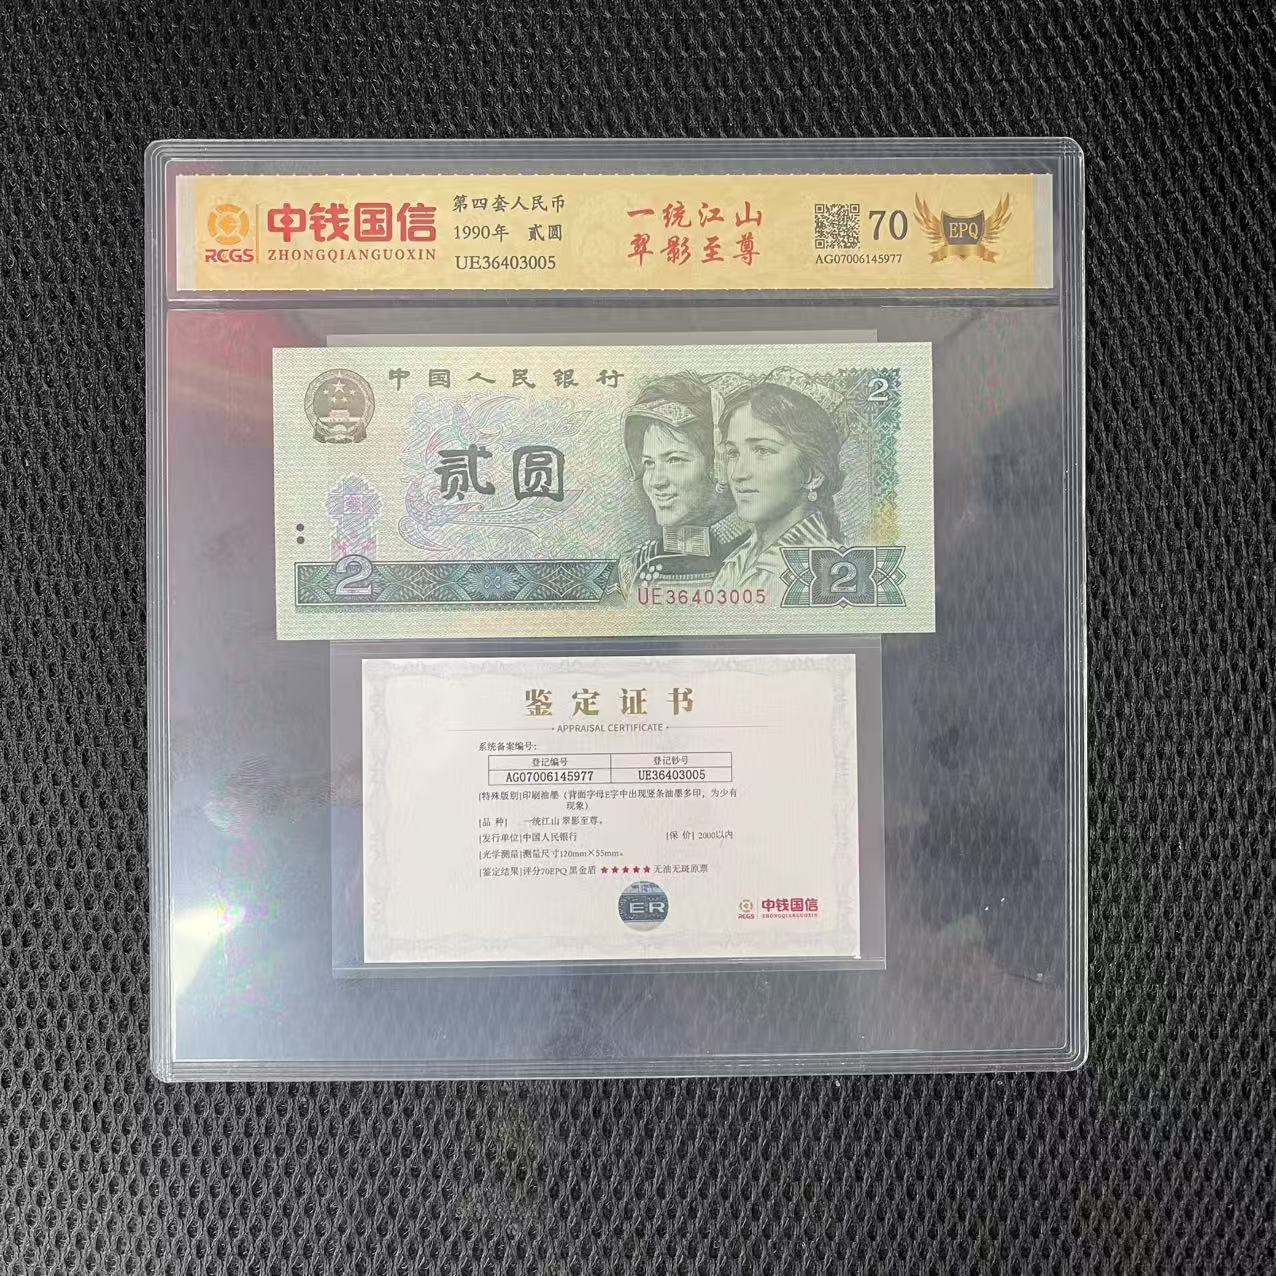 中钱国信
RCGS
ZHONGQIANGUOXIN
第四套人民币
1990年 贰圆
UE36403005
一统江山
翠影至尊
70
EPQ
AG07006145977
中国人民银行
2
贰圆
2
UE36403005
2
鉴定证书
APPRAISAL CERTIFICATE
系统备案编号:
登记编号 登记钞号
AG07006145977 UE36403005
[特殊版别]印刷油墨（背面字母E字中出现竖条油墨多印，为少有
现象）
[品 种] 一统江山 翠影至尊。
[发行单位]中国人民银行 [保 价] 2000以内
[光学测量]测量尺寸120mm×55mm。
[鉴定结果]评分70EPQ 黑金盾 ★★★★★ 无油无斑原票
ER
RCGS
中钱国信
ZHONGQIANGUOXIN